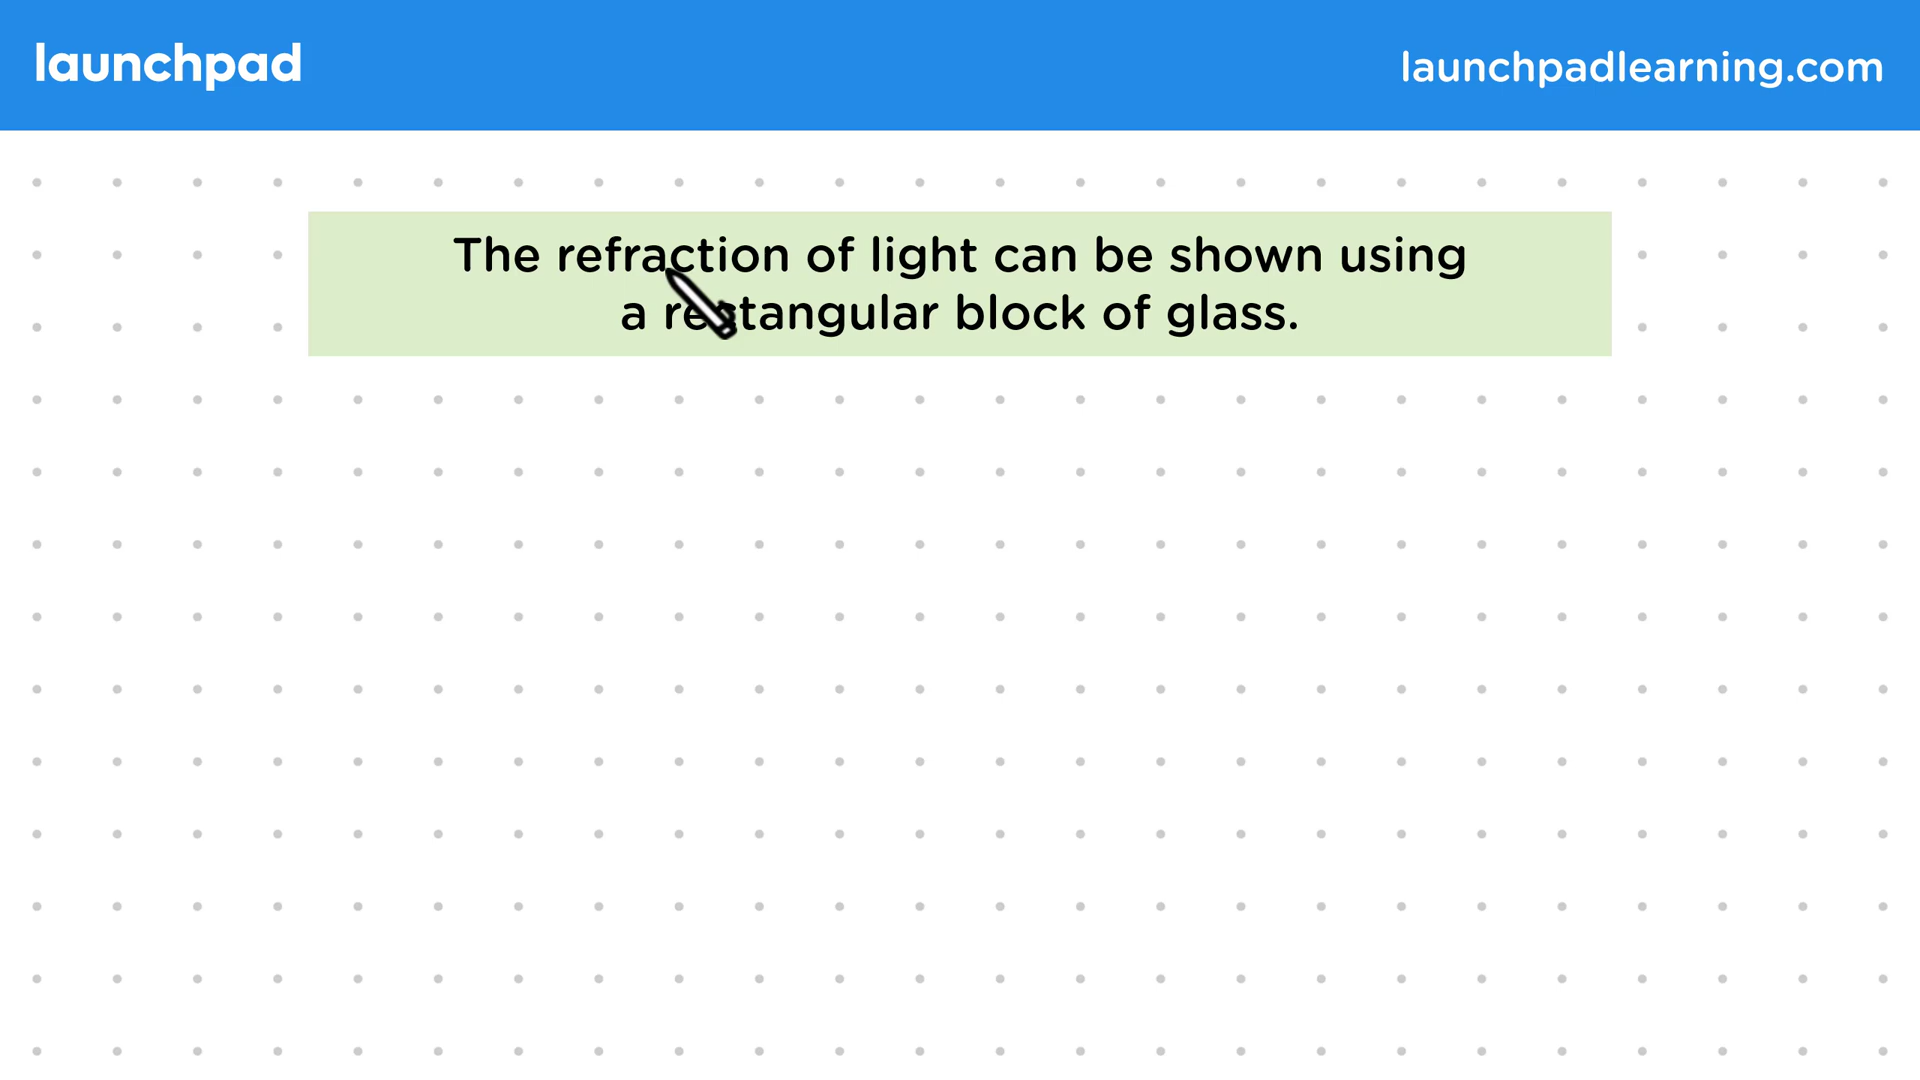 launchpad
launchpadlearning.com
The refraction of light can be shown using
a rectangular block of glass.